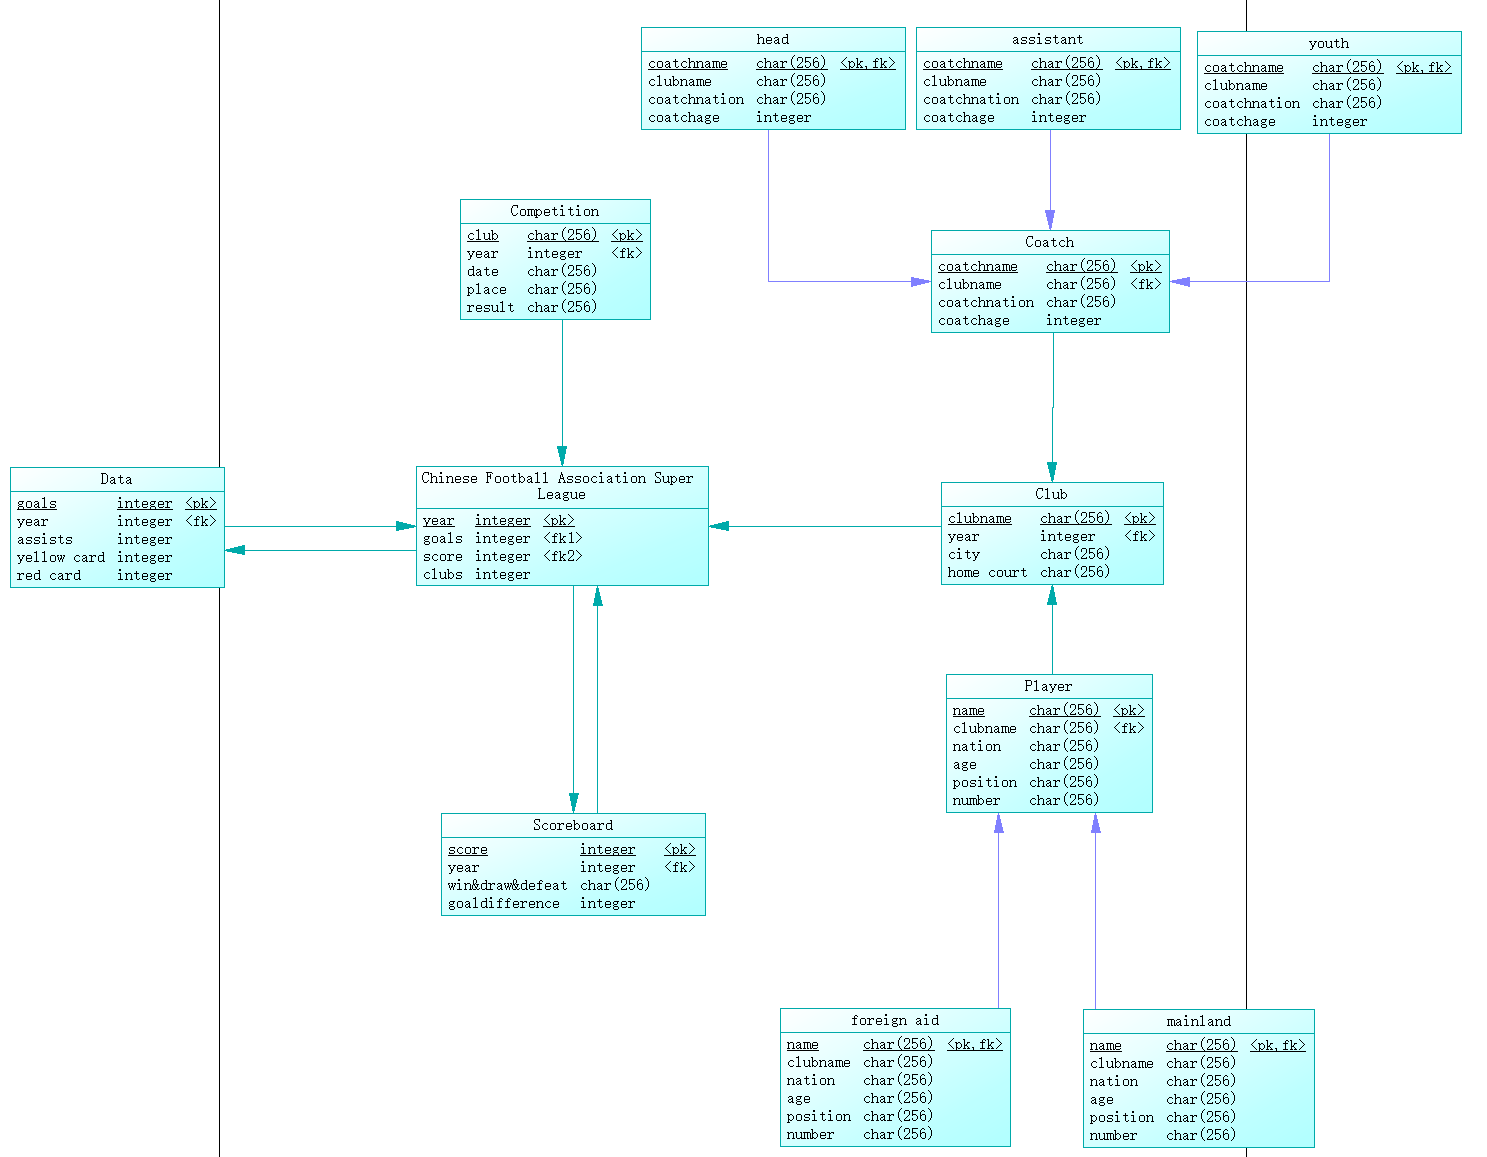 head
coatchname char(256) <pk,fk>
clubname char(256)
coatchnation char(256)
coatchage integer
assistant
coatchname char(256) <pk,fk>
clubname char(256)
coatchnation char(256)
coatchage integer
youth
coatchname char(256) <pk,fk>
clubname char(256)
coatchnation char(256)
coatchage integer
Competition
club char(256) <pk>
year integer <fk>
date char(256)
place char(256)
result char(256)
Coatch
coatchname char(256) <pk>
clubname char(256) <fk>
coatchnation char(256)
coatchage integer
Data
goals integer <pk>
year integer <fk>
assists integer
yellow card integer
red card integer
Chinese Football Association Super
League
year integer <pk>
goals integer <fk1>
score integer <fk2>
clubs integer
Club
clubname char(256) <pk>
year integer <fk>
city char(256)
home court char(256)
Player
name char(256) <pk>
clubname char(256) <fk>
nation char(256)
age char(256)
position char(256)
number char(256)
Scoreboard
score integer <pk>
year integer <fk>
win&draw&defeat char(256)
goaldifference integer
foreign aid
name char(256) <pk,fk>
clubname char(256)
nation char(256)
age char(256)
position char(256)
number char(256)
mainland
name char(256) <pk,fk>
clubname char(256)
nation char(256)
age char(256)
position char(256)
number char(256)